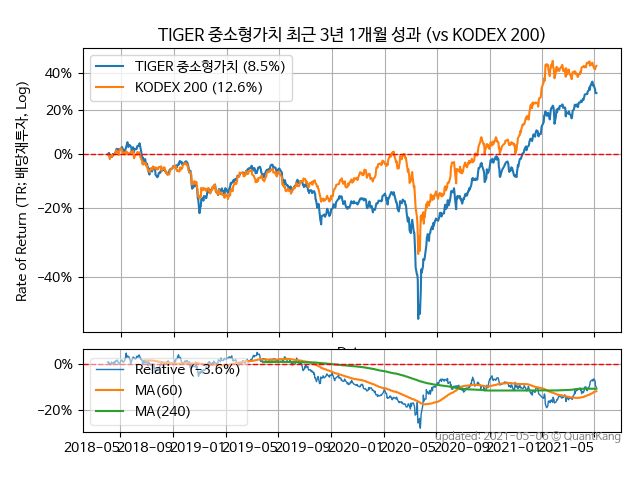 TIGER 중소형가치 최근 3년 1개월 성과 (vs KODEX 200)
TIGER 중소형가치 (8.5%)
KODEX 200 (12.6%)
40%
20%
0%
−20%
−40%
Rate of Return (TR: 배당재투자, Log)
Relative (−3.6%)
MA(60)
MA(240)
0%
−20%
updated: 2021-05-06 © QuantKang
2018-05 2018-09 2019-01 2019-05 2019-09 2020-01 2020-05 2020-09 2021-01 2021-05